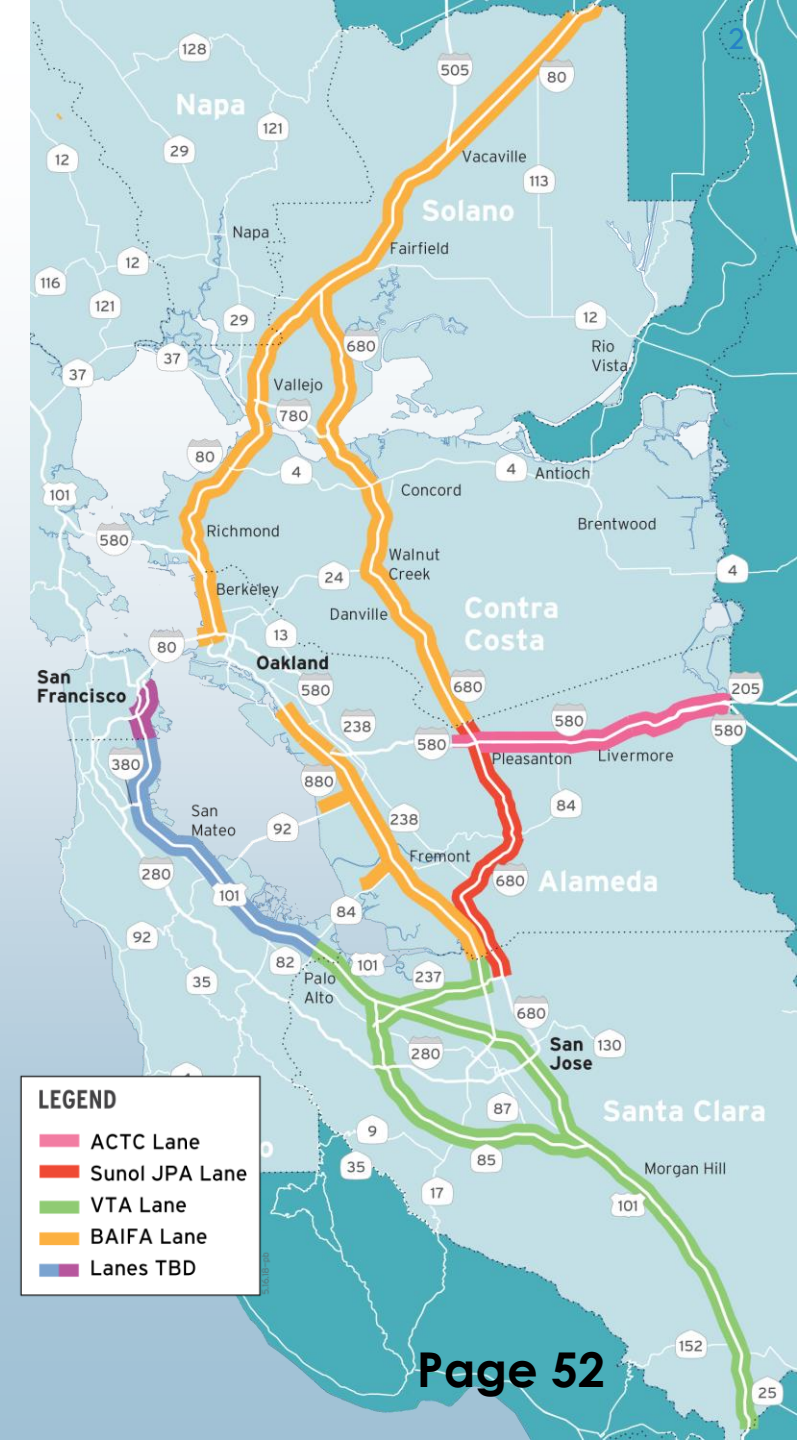 2
128
505
80
Napa
121
29
12
Vacaville
113
Solano
Napa
Fairfield
12
116
121
29
12
37
680
Rio
Vista
37
Vallejo
780
80
4
4
Antioch
Concord
101
Brentwood
Richmond
580
Walnut
Creek
24
4
Berkeley
Danville
Contra
Costa
13
80
Oakland
San
Francisco
580
680
205
238
580
580
580
Pleasanton
Livermore
380
880
84
San
Mateo
92
238
Fremont
280
680
Alameda
101
84
92
82
101
237
35
Palo
Alto
680
San
Jose
130
280
LEGEND
ACTC Lane
Sunol JPA Lane
VTA Lane
BAIFA Lane
Lanes TBD
o
87
Santa Clara
9
85
35
Morgan Hill
17
101
152
Page 52
25